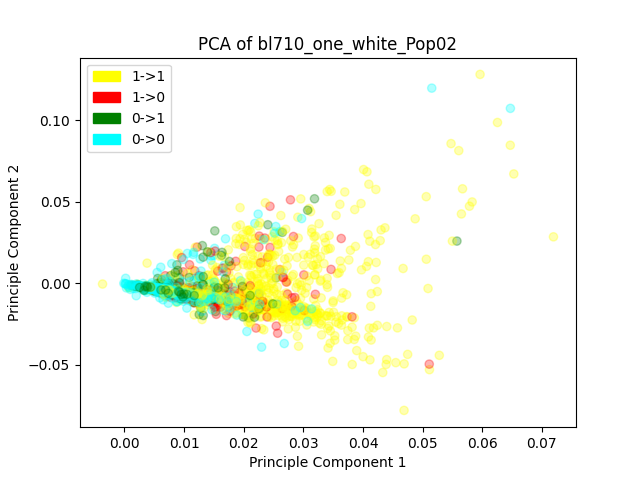 PCA of bl710_one_white_Pop02
1->1
1->0
0->1
0->0
Principle Component 2
0.10
0.05
0.00
−0.05
0.00 0.01 0.02 0.03 0.04 0.05 0.06 0.07
Principle Component 1